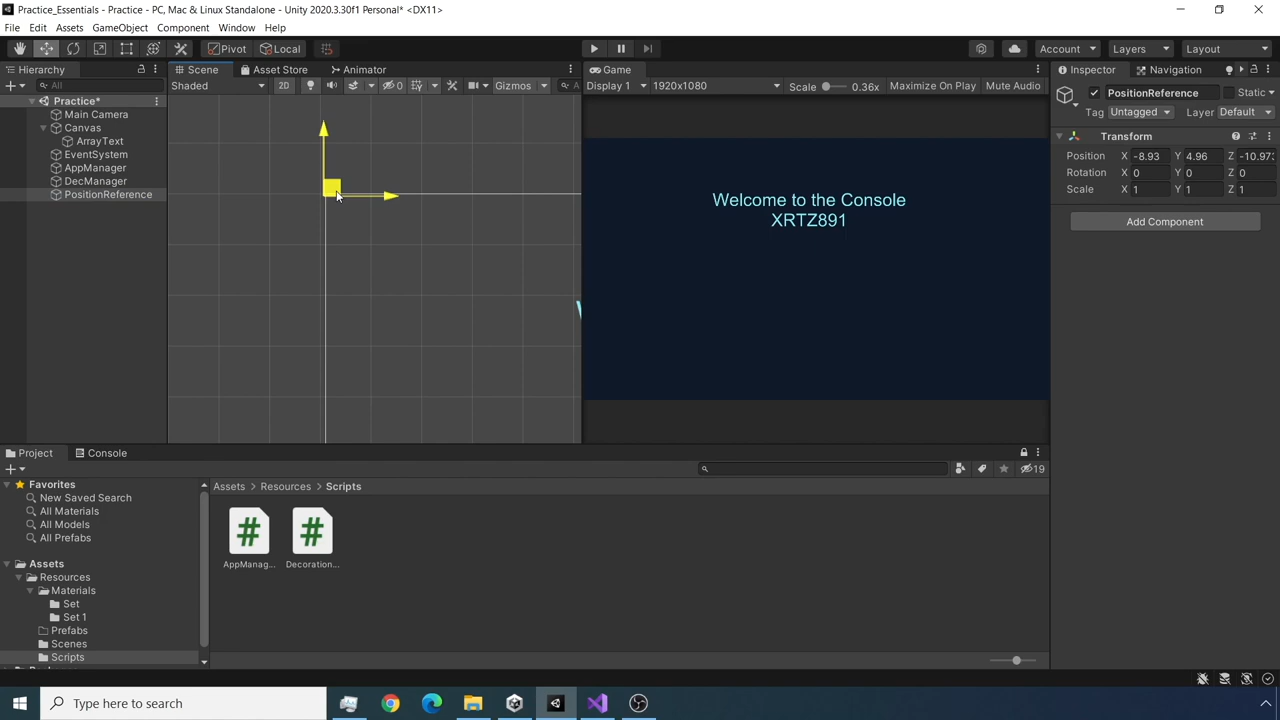 Practice_Essentials - Practice - PC, Mac & Linux Standalone - Unity 2020.3.30f1 Personal* <DX11>
File Edit Assets GameObject Component Window Help
Pivot Local Account Layers Layout
Hierarchy Scene Asset Store Animator Game Inspector Navigation
All Shaded 2D 0 Gizmos A Display 1 1920x1080 Scale 0.36x Maximize On Play Mute Audio PositionReference Static
Practice*
Main Camera
Canvas
ArrayText
EventSystem
AppManager
DecManager
PositionReference
Tag Untagged Layer Default
Transform
Position X -8.93 Y 4.96 Z -10.973
Rotation X 0 Y 0 Z 0
Scale X 1 Y 1 Z 1
Add Component
Welcome to the Console
XRTZ891
Project Console
19
Favorites
New Saved Search
All Materials
All Models
All Prefabs
Assets
Resources
Materials
Set
Set 1
Prefabs
Scenes
Scripts
Assets > Resources > Scripts
# #
AppManag... Decoration...
Type here to search